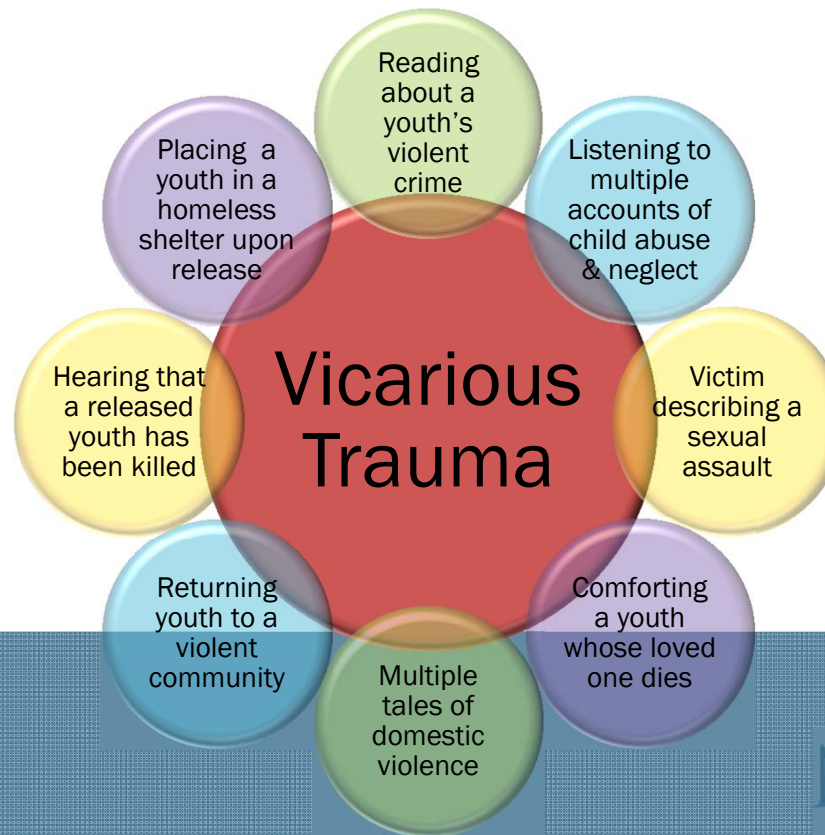 Reading
about a
youth's
violent
crime
Listening to
multiple
accounts of
child abuse
& neglect
Victim
describing a
sexual
assault
Comforting
a youth
whose loved
one dies
Multiple
tales of
domestic
violence
Returning
youth to a
violent
community
Hearing that
a released
youth has
been killed
Placing a
youth in a
homeless
shelter upon
release
Vicarious
Trauma